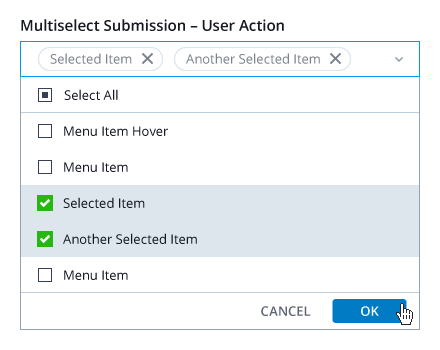 Multiselect Submission – User Action
Selected Item Another Selected Item
Select All
Menu Item Hover
Menu Item
Selected Item
Another Selected Item
Menu Item
CANCEL OK